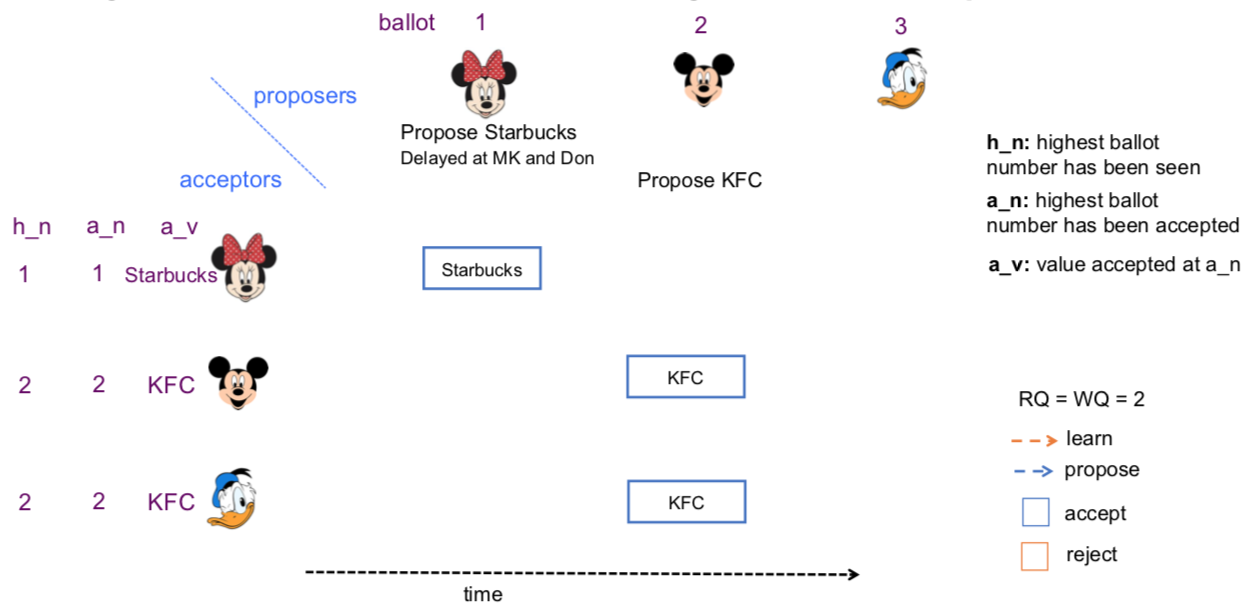 ballot 1 2 3
proposers
Propose Starbucks
Delayed at MK and Don
Propose KFC
acceptors
h_n: highest ballot
number has been seen
a_n: highest ballot
number has been accepted
a_v: value accepted at a_n
h_n a_n a_v
1 1 Starbucks
Starbucks
2 2 KFC
KFC
2 2 KFC
KFC
RQ = WQ = 2
learn
propose
accept
reject
time